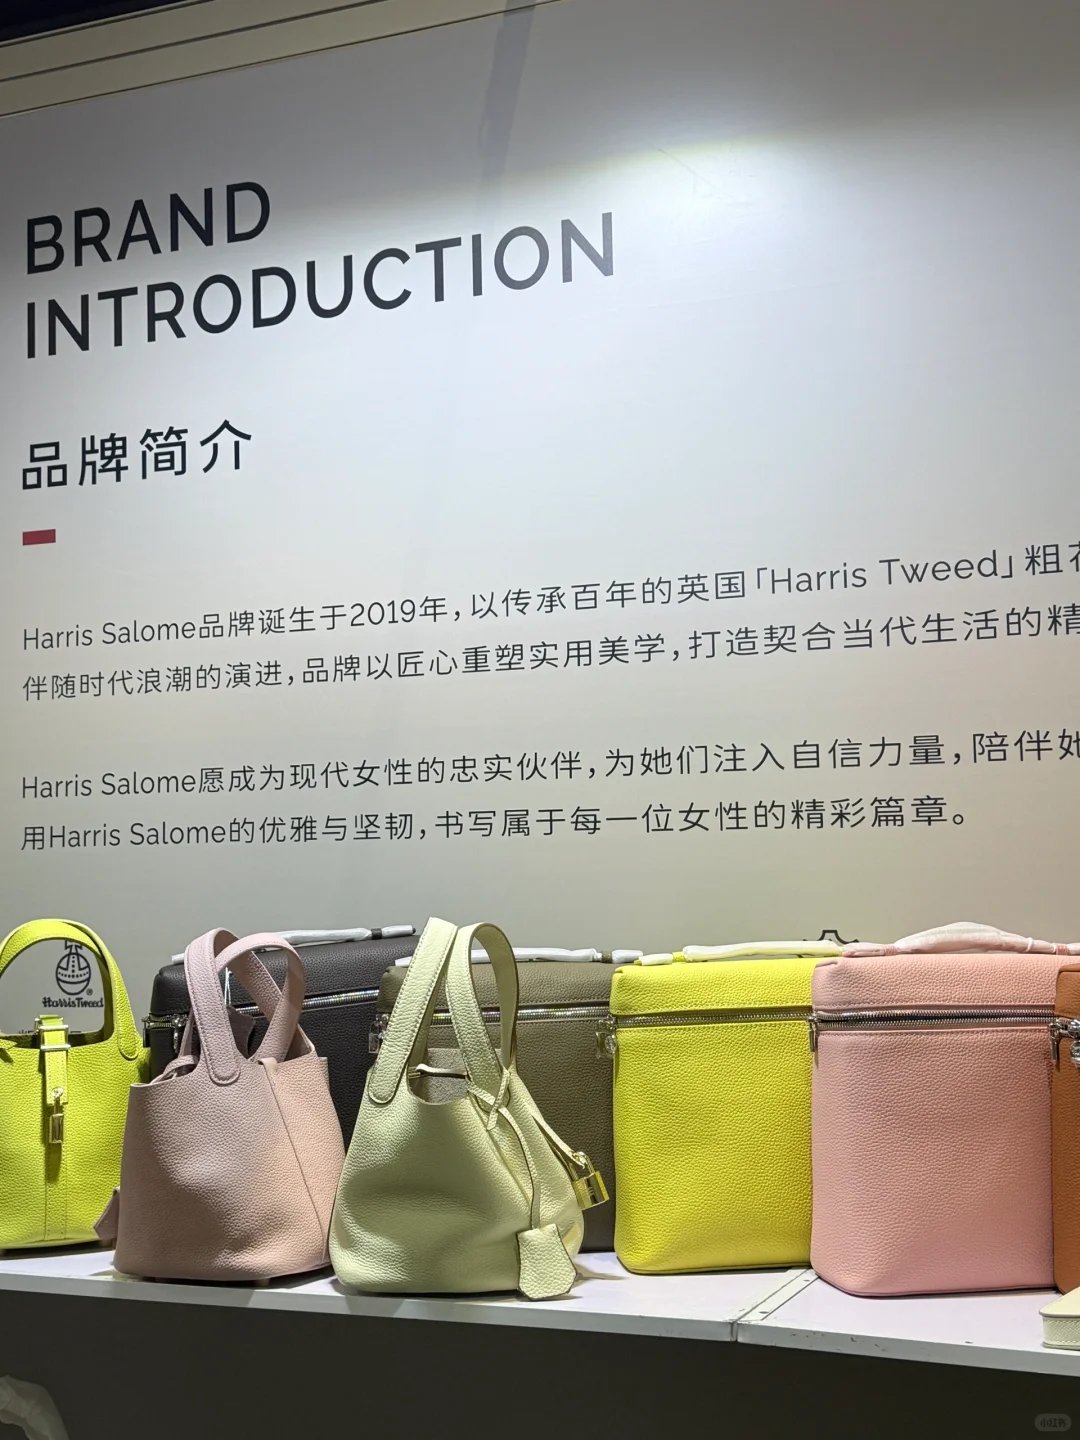 BRAND
INTRODUCTION
品牌简介
Harris Salome品牌诞生于2019年，以传承百年的英国「Harris Tweed」粗
伴随时代浪潮的演进，品牌以匠心重塑实用美学，打造契合当代生活的精
Harris Salome愿成为现代女性的忠实伙伴，为她们注入自信力量，陪伴她
用Harris Salome的优雅与坚韧，书写属于每一位女性的精彩篇章。
Harris Tweed
®
小红书